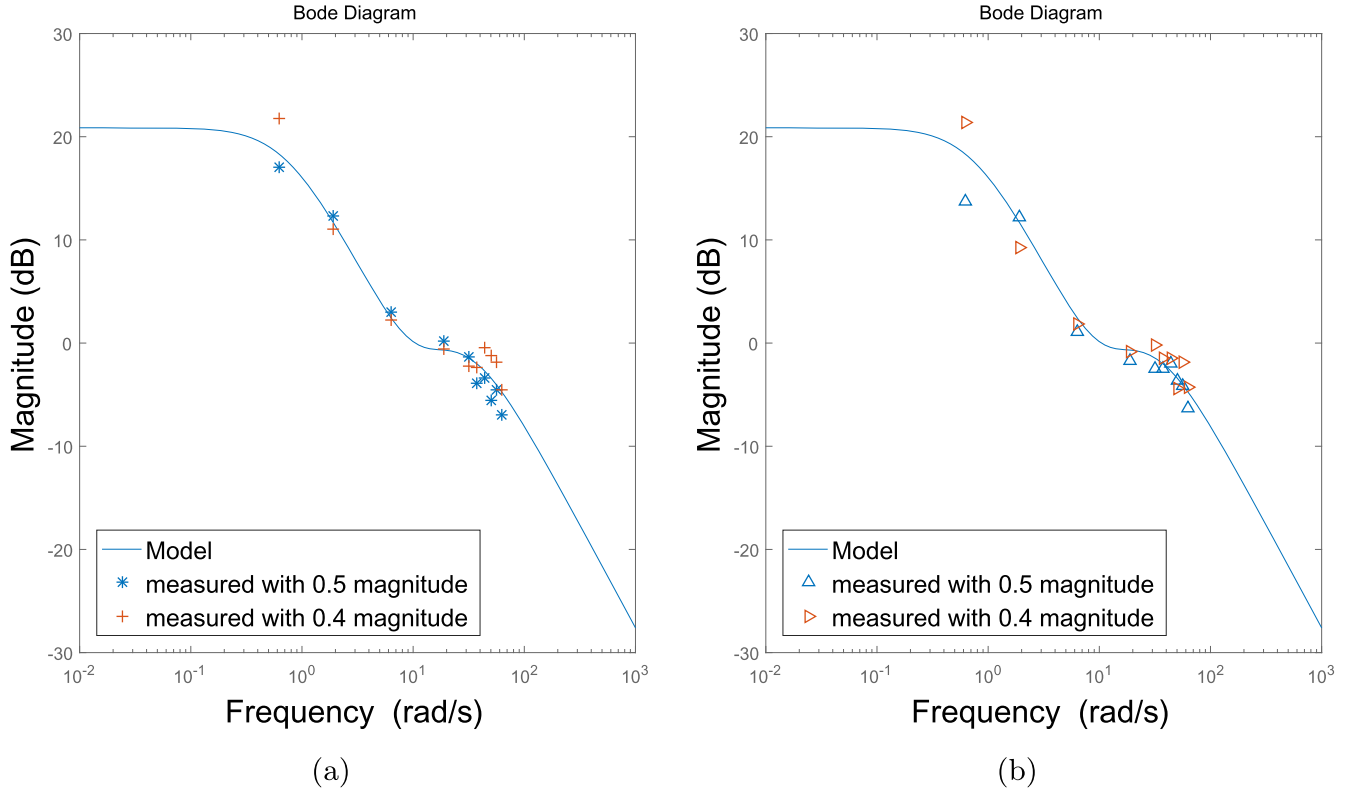 Bode Diagram
30
20
10
0
-10
-20
-30
Magnitude (dB)
Model
measured with 0.5 magnitude
measured with 0.4 magnitude
10^-2
10^-1
10^0
10^1
10^2
10^3
Frequency (rad/s)
(a)
Bode Diagram
30
20
10
0
-10
-20
-30
Magnitude (dB)
Model
measured with 0.5 magnitude
measured with 0.4 magnitude
10^-2
10^-1
10^0
10^1
10^2
10^3
Frequency (rad/s)
(b)